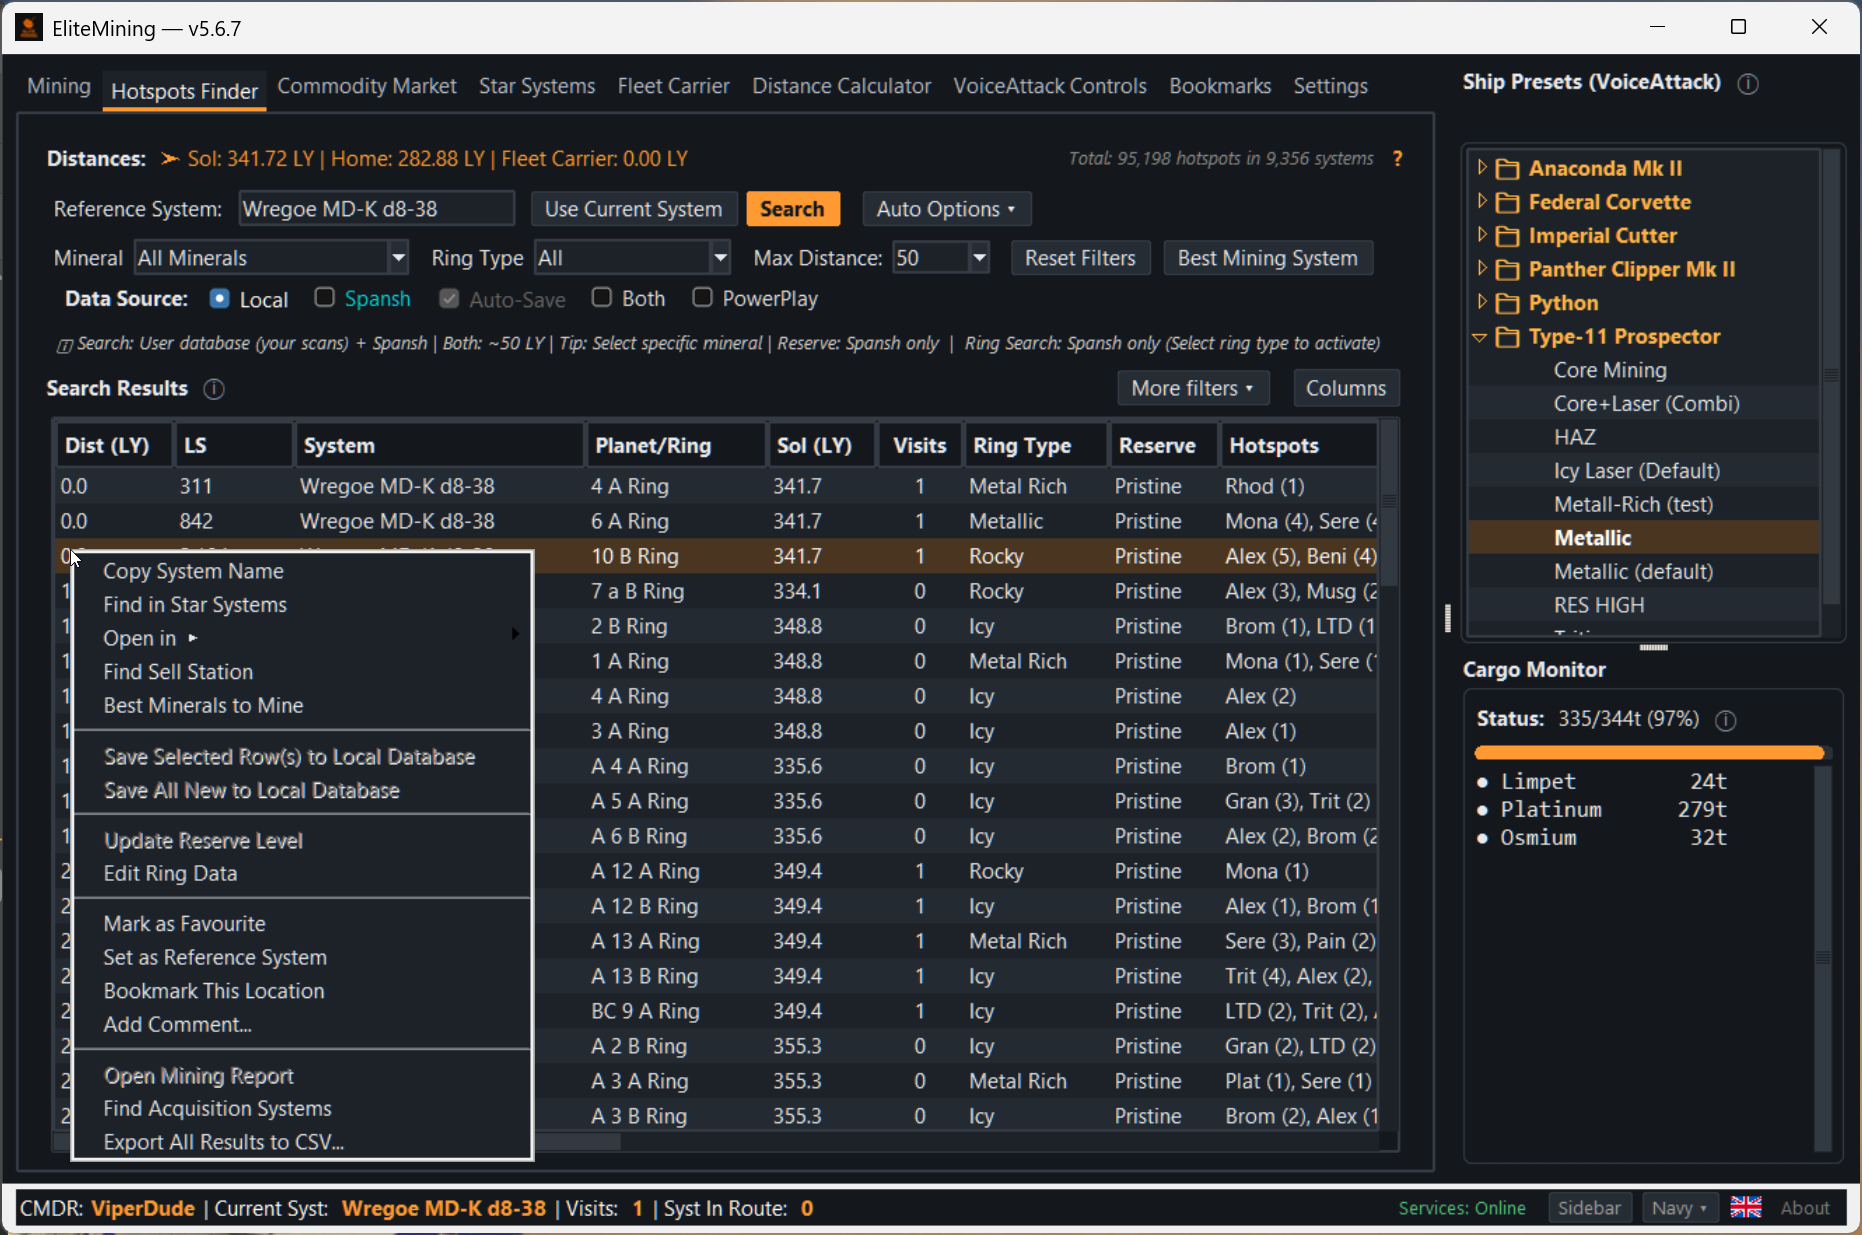 EliteMining — v5.6.7
Mining Hotspots Finder Commodity Market Star Systems Fleet Carrier Distance Calculator VoiceAttack Controls Bookmarks Settings
Distances: Sol: 341.72 LY | Home: 282.88 LY | Fleet Carrier: 0.00 LY Total: 95,198 hotspots in 9,356 systems ?
Reference System: Wregoe MD-K d8-38 Use Current System Search Auto Options
Mineral All Minerals Ring Type All Max Distance: 50 Reset Filters Best Mining System
Data Source: Local Spansh Auto-Save Both PowerPlay
Search: User database (your scans) + Spansh | Both: ~50 LY | Tip: Select specific mineral | Reserve: Spansh only | Ring Search: Spansh only (Select ring type to activate)
Search Results More filters Columns
Dist (LY) LS System Planet/Ring Sol (LY) Visits Ring Type Reserve Hotspots
0.0 311 Wregoe MD-K d8-38 4 A Ring 341.7 1 Metal Rich Pristine Rhod (1)
0.0 842 Wregoe MD-K d8-38 6 A Ring 341.7 1 Metallic Pristine Mona (4), Sere (
10 B Ring 341.7 1 Rocky Pristine Alex (5), Beni (4)
7 a B Ring 334.1 0 Rocky Pristine Alex (3), Musg (2
2 B Ring 348.8 0 Icy Pristine Brom (1), LTD (1
1 A Ring 348.8 0 Metal Rich Pristine Mona (1), Sere (
4 A Ring 348.8 0 Icy Pristine Alex (2)
3 A Ring 348.8 0 Icy Pristine Alex (1)
A 4 A Ring 335.6 0 Icy Pristine Brom (1)
A 5 A Ring 335.6 0 Icy Pristine Gran (3), Trit (2)
A 6 B Ring 335.6 0 Icy Pristine Alex (2), Brom (2
A 12 A Ring 349.4 1 Rocky Pristine Mona (1)
A 12 B Ring 349.4 1 Icy Pristine Alex (1), Brom (1
A 13 A Ring 349.4 1 Metal Rich Pristine Sere (3), Pain (2)
A 13 B Ring 349.4 1 Icy Pristine Trit (4), Alex (2),
BC 9 A Ring 349.4 1 Icy Pristine LTD (2), Trit (2),
A 2 B Ring 355.3 0 Icy Pristine Gran (2), LTD (2)
A 3 A Ring 355.3 0 Metal Rich Pristine Plat (1), Sere (1)
A 3 B Ring 355.3 0 Icy Pristine Brom (2), Alex (1
Copy System Name
Find in Star Systems
Open in
Find Sell Station
Best Minerals to Mine
Save Selected Row(s) to Local Database
Save All New to Local Database
Update Reserve Level
Edit Ring Data
Mark as Favourite
Set as Reference System
Bookmark This Location
Add Comment...
Open Mining Report
Find Acquisition Systems
Export All Results to CSV...
Ship Presets (VoiceAttack)
Anaconda Mk II
Federal Corvette
Imperial Cutter
Panther Clipper Mk II
Python
Type-11 Prospector
Core Mining
Core+Laser (Combi)
HAZ
Icy Laser (Default)
Metall-Rich (test)
Metallic
Metallic (default)
RES HIGH
Cargo Monitor
Status: 335/344t (97%)
Limpet 24t
Platinum 279t
Osmium 32t
CMDR: ViperDude | Current Syst: Wregoe MD-K d8-38 | Visits: 1 | Syst In Route: 0 Services: Online Sidebar Navy About